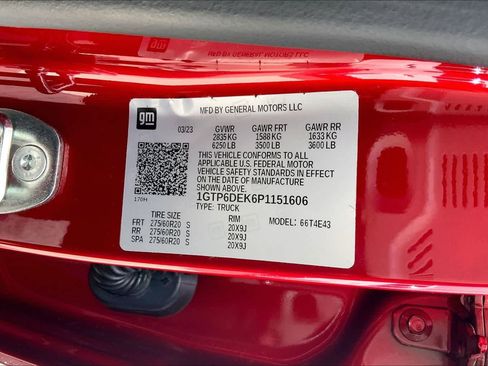 gm
MFD BY GENERAL MOTORS LLC
03/23 GVWR GAWR FRT GAWR RR
2835 KG 1588 KG 1633 KG
6250 LB 3500 LB 3600 LB
THIS VEHICLE CONFORMS TO ALL
APPLICABLE U.S. FEDERAL MOTOR
VEHICLE SAFETY STANDARDS IN EFFECT
ON THE DATE OF MANUFACTURE
SHOWN ABOVE.
1GTP6DEK6P1151606
170H TYPE: TRUCK
TIRE SIZE RIM MODEL: 66T4E43
FRT 275/60R20 S 20X9J
RR 275/60R20 S 20X9J
SPA 275/60R20 S 20X9J